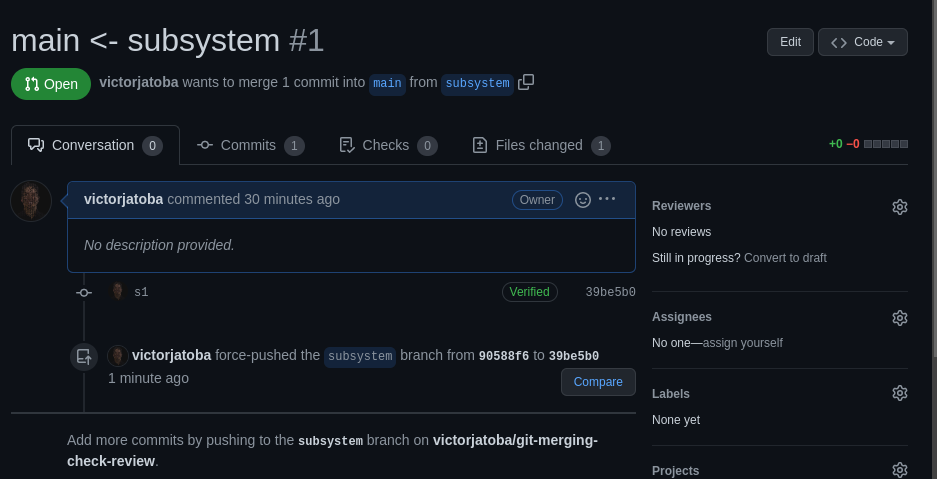 main <- subsystem #1
Edit
Code
Open
victorjatoba wants to merge 1 commit into main from subsystem
Conversation 0
Commits 1
Checks 0
Files changed 1
+0 −0
victorjatoba commented 30 minutes ago
Owner
No description provided.
s1
Verified
39be5b0
victorjatoba force-pushed the subsystem branch from 90588f6 to 39be5b0
1 minute ago
Compare
Add more commits by pushing to the subsystem branch on victorjatoba/git-merging-
check-review.
Reviewers
No reviews
Still in progress? Convert to draft
Assignees
No one—assign yourself
Labels
None yet
Projects